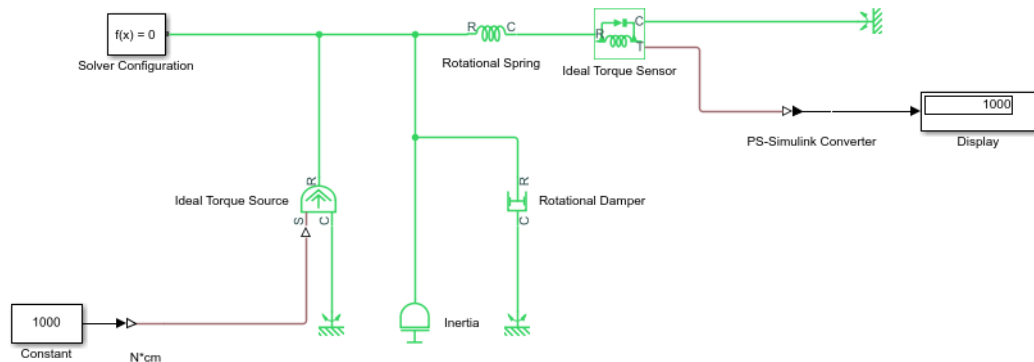 f(x) = 0
Solver Configuration
R
C
Rotational Spring
R
C
T
Ideal Torque Sensor
1000
PS-Simulink Converter
Display
R
Ideal Torque Source
S
C
R
Rotational Damper
C
Inertia
1000
Constant
N*cm